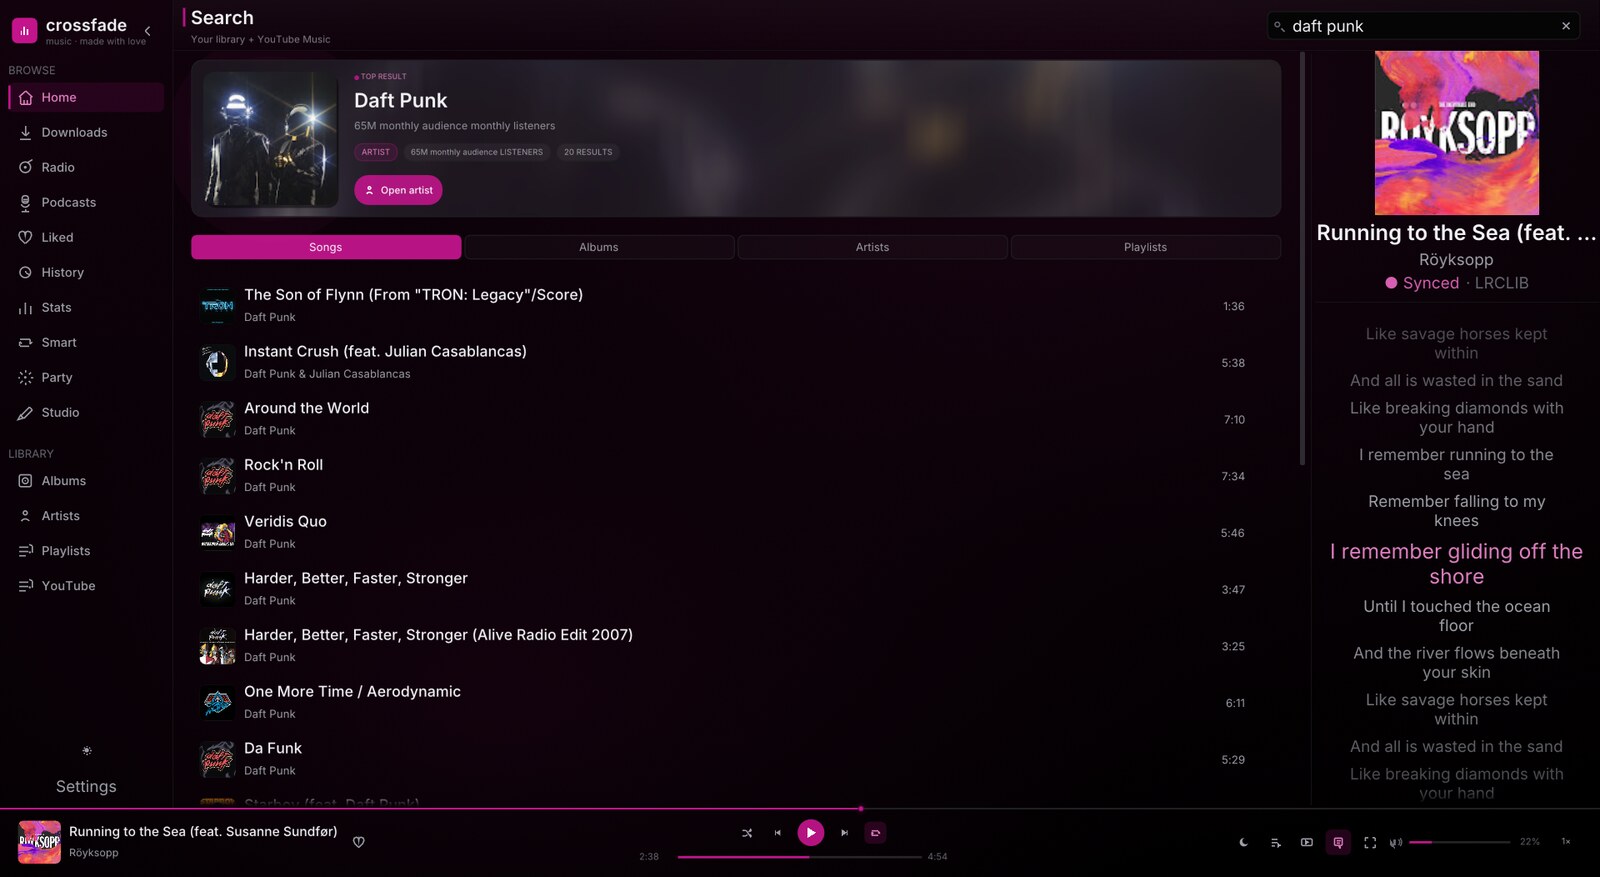 crossfade
music · made with love
BROWSE
Home
Downloads
Radio
Podcasts
Liked
History
Stats
Smart
Party
Studio
LIBRARY
Albums
Artists
Playlists
YouTube
Settings
Search
Your library + YouTube Music
daft punk
TOP RESULT
Daft Punk
65M monthly audience monthly listeners
ARTIST
65M monthly audience LISTENERS
20 RESULTS
Open artist
Songs
Albums
Artists
Playlists
The Son of Flynn (From "TRON: Legacy"/Score)
Daft Punk
1:36
Instant Crush (feat. Julian Casablancas)
Daft Punk & Julian Casablancas
5:38
Around the World
Daft Punk
7:10
Rock'n Roll
Daft Punk
7:34
Veridis Quo
Daft Punk
5:46
Harder, Better, Faster, Stronger
Daft Punk
3:47
Harder, Better, Faster, Stronger (Alive Radio Edit 2007)
Daft Punk
3:25
One More Time / Aerodynamic
Daft Punk
6:11
Da Funk
Daft Punk
5:29
Starboy (feat. Daft Punk)
RÖYKSOPP
Running to the Sea (feat. ...
Röyksopp
Synced · LRCLIB
Like savage horses kept
within
And all is wasted in the sand
Like breaking diamonds with
your hand
I remember running to the
sea
Remember falling to my
knees
I remember gliding off the
shore
Until I touched the ocean
floor
And the river flows beneath
your skin
Like savage horses kept
within
And all is wasted in the sand
Like breaking diamonds with
your hand
Running to the Sea (feat. Susanne Sundfør)
Röyksopp
2:38
4:54
22%
1×